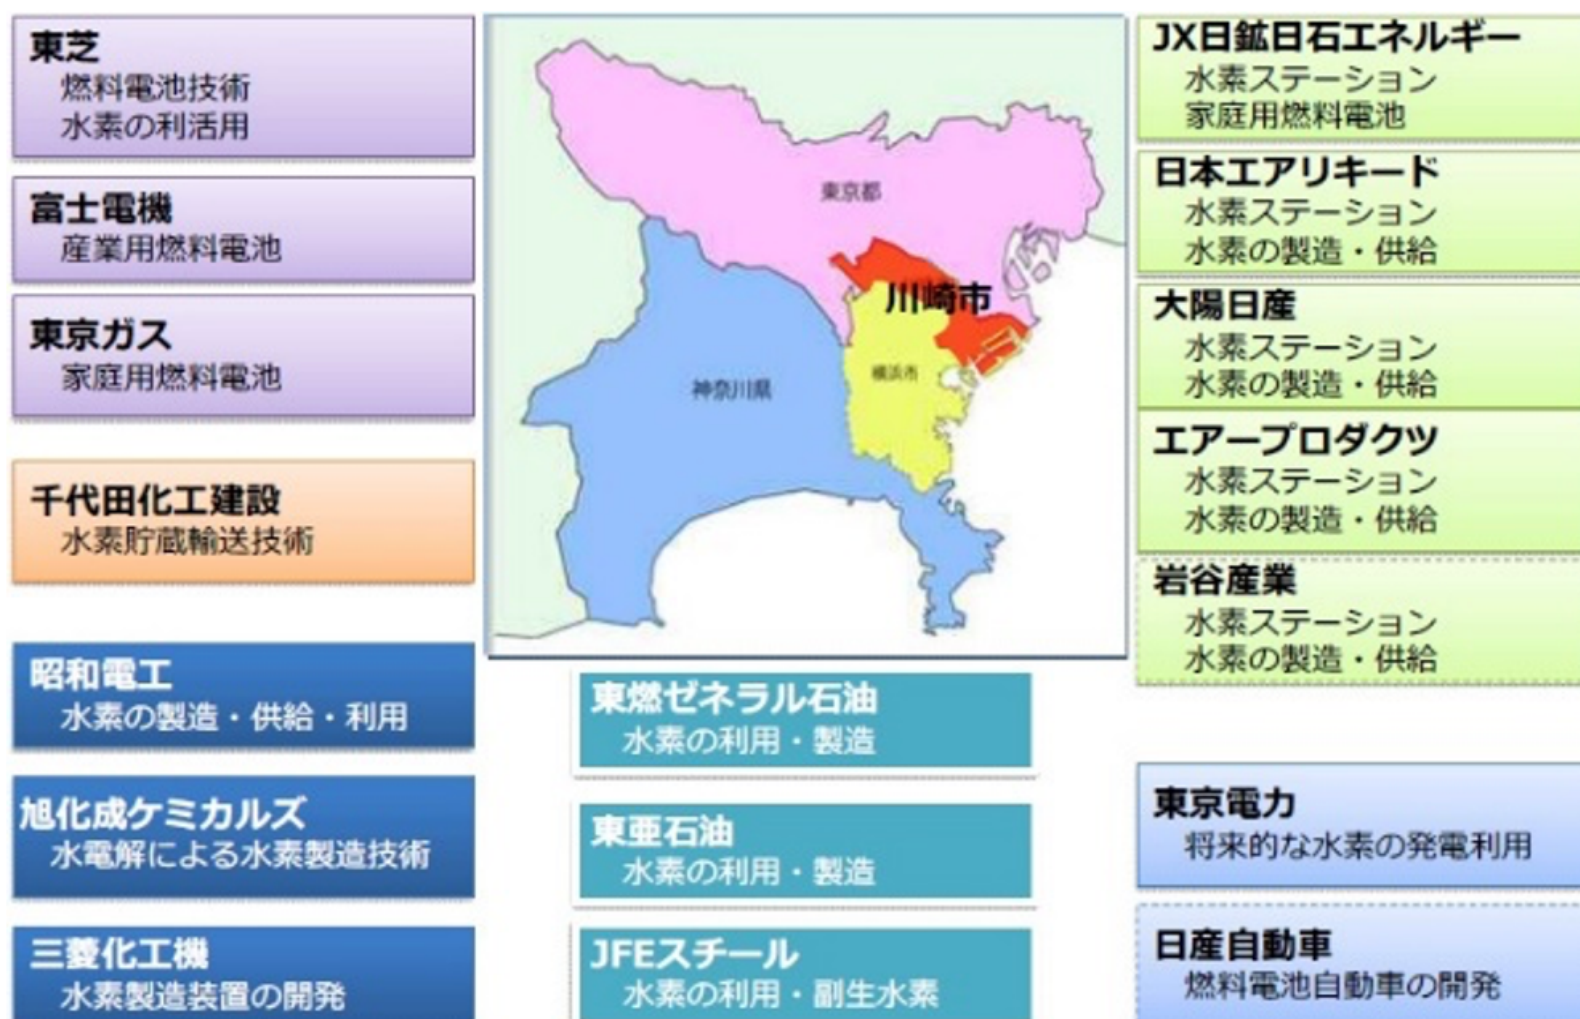 東芝
燃料電池技術
水素の利活用
富士電機
産業用燃料電池
東京ガス
家庭用燃料電池
千代田化工建設
水素貯蔵輸送技術
昭和電工
水素の製造・供給・利用
旭化成ケミカルズ
水電解による水素製造技術
三菱化工機
水素製造装置の開発
東京都
川崎市
横浜市
神奈川県
東燃ゼネラル石油
水素の利用・製造
東亜石油
水素の利用・製造
JFEスチール
水素の利用・副生水素
JX日鉱日石エネルギー
水素ステーション
家庭用燃料電池
日本エアリキード
水素ステーション
水素の製造・供給
大陽日産
水素ステーション
水素の製造・供給
エアープロダクツ
水素ステーション
水素の製造・供給
岩谷産業
水素ステーション
水素の製造・供給
東京電力
将来的な水素の発電利用
日産自動車
燃料電池自動車の開発